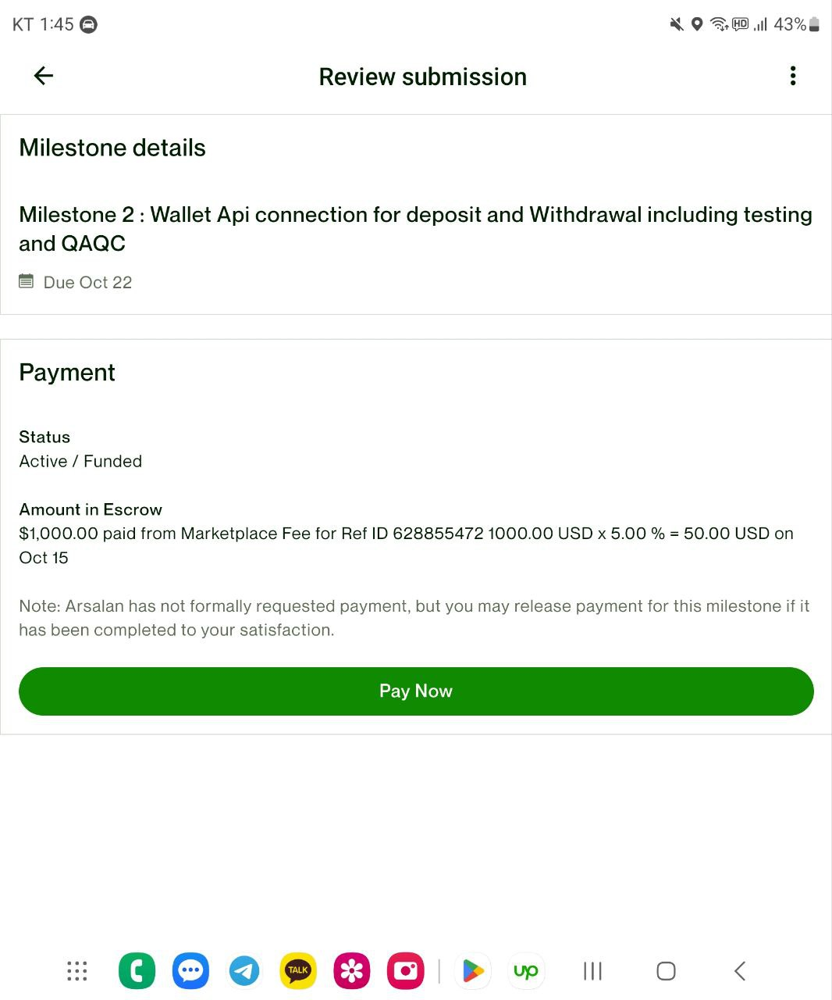 KT 1:45
HD 43%
Review submission
Milestone details
Milestone 2 : Wallet Api connection for deposit and Withdrawal including testing
and QAQC
Due Oct 22
Payment
Status
Active / Funded
Amount in Escrow
$1,000.00 paid from Marketplace Fee for Ref ID 628855472 1000.00 USD x 5.00 % = 50.00 USD on
Oct 15
Note: Arsalan has not formally requested payment, but you may release payment for this milestone if it
has been completed to your satisfaction.
Pay Now
TALK
up